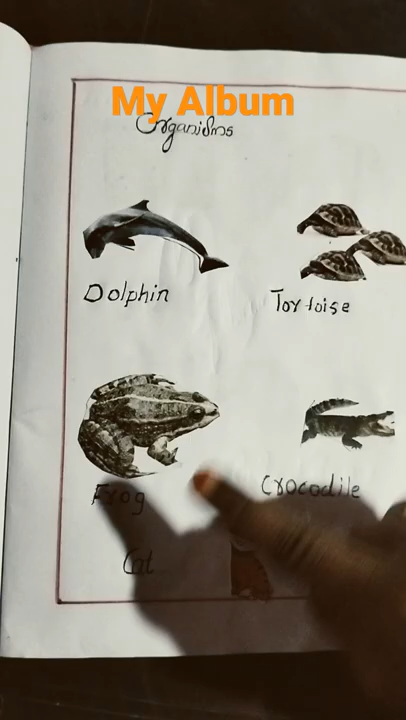 My Album
Organisms
Dolphin
Tortoise
Frog
Crocodile
Cat